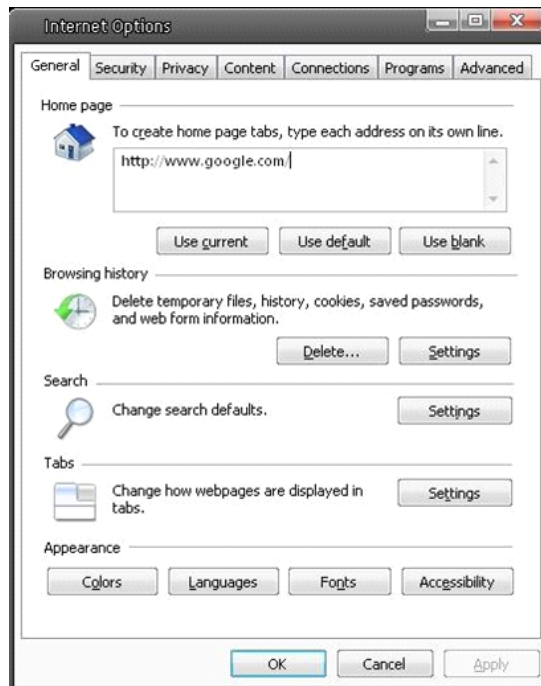 Internet Options
General Security Privacy Content Connections Programs Advanced
Home page
To create home page tabs, type each address on its own line.
http://www.google.com/
Use current Use default Use blank
Browsing history
Delete temporary files, history, cookies, saved passwords,
and web form information.
Delete... Settings
Search
Change search defaults. Settings
Tabs
Change how webpages are displayed in
tabs. Settings
Appearance
Colors Languages Fonts Accessibility
OK Cancel Apply